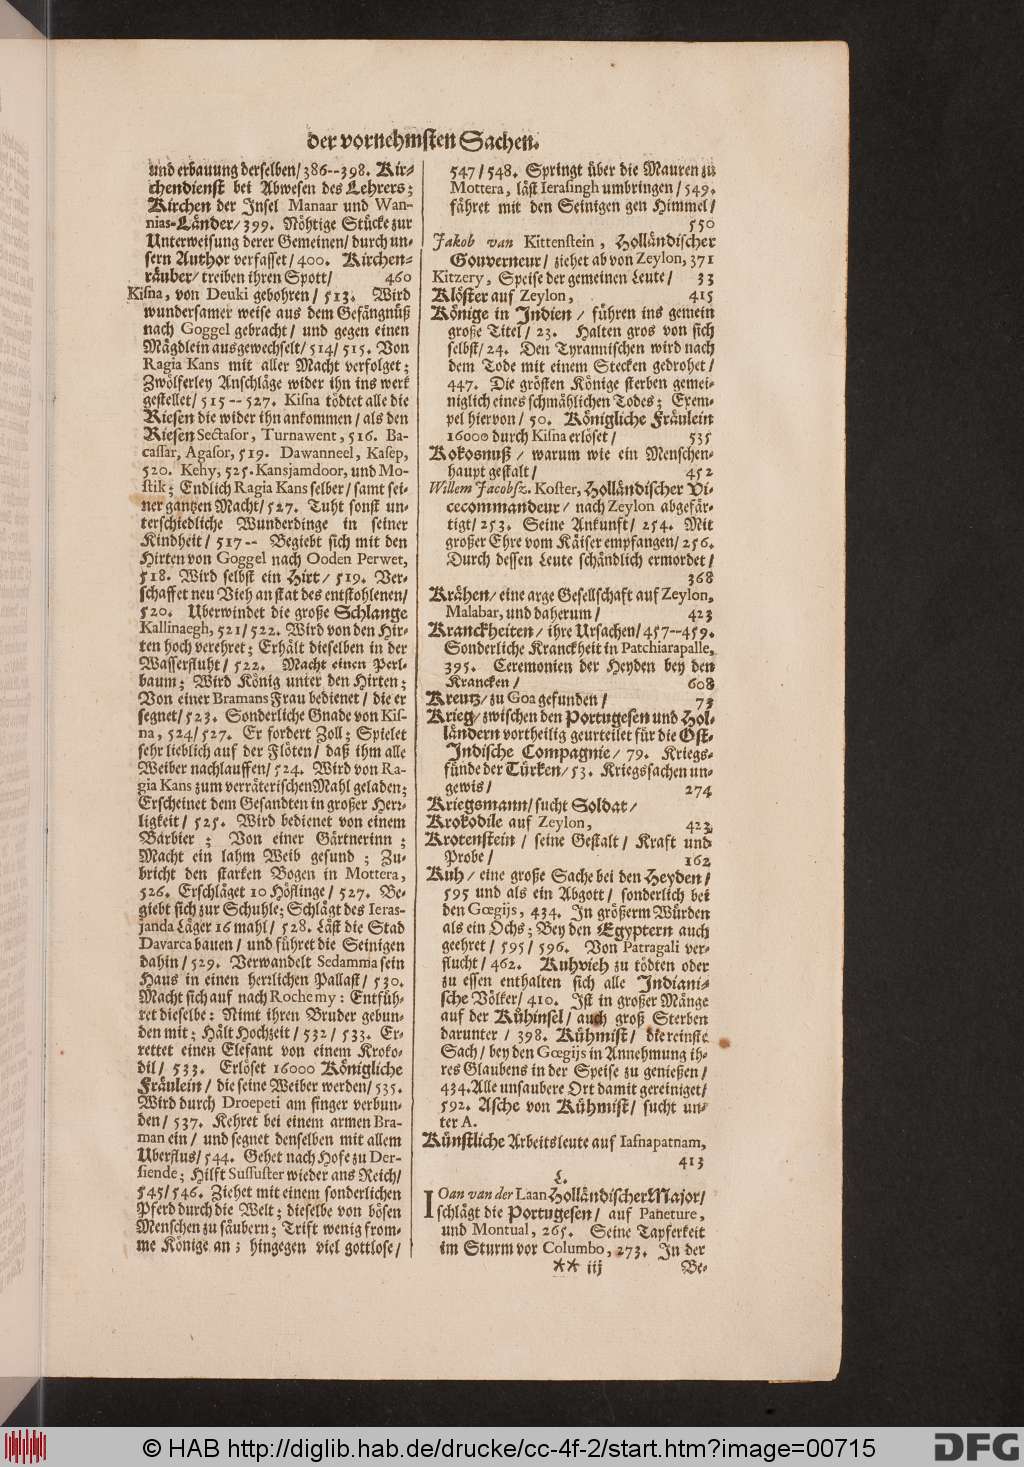 der vornehmsten Sachen.
und erbauung derselben/ 386--398. Kir-
chendienst bei Abwesen des Lehrers;
Kirchen der Insel Manaar und Wan-
nias-Länder/ 399. Nöhtige Stücke zur
Unterweisung derer Gemeinen/ durch un-
sern Author verfasset/ 400. Kirchen-
räuber/ treiben ihren Spott/ 460
Kisna, von Deuki gebohren/ 513. Wird
wundersamer weise aus dem Gefängnüß
nach Goggel gebracht/ und gegen einen
Mägdlein ausgewechselt/ 514/ 515. Von
Ragia Kans mit aller Macht verfolget;
Zwölferley Anschläge wider ihn ins werk
gestellet/ 515--527. Kisna tödtet alle die
Riesen die wider ihn ankommen/ als den
Riesen Sectasor, Turnawent, 516. Ba-
cassar, Agasor, 519. Dawanneel, Kasep,
520. Kehy, 525. Kansjamdoor, und Mo-
stik; Endlich Ragia Kans selber/ samt sei-
ner gantzen Macht/ 527. Tuht sonst un-
terschiedliche Wunderdinge in seiner
Kindheit/ 517-- Begiebt sich mit den
Hirten von Goggel nach Ooden Perwet,
518. Wird selbst ein Hirt/ 519. Ver-
schaffet neu Vieh an stat des entstohlenen/
520. Uberwindet die große Schlange
Kallinaegh, 521/ 522. Wird von den Hir-
ten hoch verehret; Erhält dieselben in der
Wasserfluht/ 522. Macht einen Perl-
baum; Wird König unter den Hirten;
Von einer Bramans Frau bedienet/ die er
segnet/ 523. Sonderliche Gnade von Kis-
na, 524/ 527. Er fordert Zoll; Spielet
sehr lieblich auf der Flöten/ daß ihm alle
Weiber nachlauffen/ 524. Wird von Ra-
gia Kans zum verräterischen Mahl geladen;
Erscheinet dem Gesandten in großer Herr-
ligkeit/ 525. Wird bedienet von einem
Barbier; Von einer Gärtnerinn;
Macht ein lahm Weib gesund; Zu-
bricht den starken Bogen in Mottera,
526. Erschläget 10 Höflinge/ 527. Be-
giebt sich zur Schuhle; Schlägt des Ieras-
janda Läger 16 mahl/ 528. Läst die Stad
Davarca bauen/ und führet die Seinigen
dahin/ 529. Verwandelt Sedamma sein
Haus in einen herrlichen Pallast/ 530.
Macht sich auf nach Rochemy: Entfüh-
ret dieselbe: Nimt ihren Bruder gebun-
den mit; Hält Hochzeit/ 532/ 533. Er-
rettet einen Elefant von einem Kroko-
dil/ 533. Erlöset 16000 Königliche
Fräulein/ die seine Weiber werden/ 535.
Wird durch Droepeti am finger verbun-
den/ 537. Kehret bei einem armen Bra-
man ein/ und segnet denselben mit allem
Uberflus/ 544. Gehet nach Hofe zu Der-
siende; Hilft Sussuster wieder ans Reich/
545/ 546. Ziehet mit einem sonderlichen
Pferd durch die Welt; dieselbe von bösen
Menschen zu säubern; Trift wenig from-
me Könige an; hingegen viel gottlose/
547/ 548. Springt über die Mauren zu
Mottera, läst Ierasingh umbringen/ 549.
fähret mit den Seinigen gen Himmel/
550
Jakob van Kittenstein, Holländischer
Gouverneur/ ziehet ab von Zeylon, 371
Kitzery, Speise der gemeinen Leute/ 33
Klöster auf Zeylon, 415
Könige in Indien/ führen ins gemein
große Titel/ 23. Halten gros von sich
selbst/ 24. Den Tyrannischen wird nach
dem Tode mit einem Stecken gedrohet/
447. Die grösten Könige sterben gemei-
niglich eines schmählichen Todes; Exem-
pel hiervon/ 50. Königliche Fräulein
16000 durch Kisna erlöset/ 535
Kokosnuß/ warum wie ein Menschen-
haupt gestalt/ 452
Willem Jacobsz. Koster, Holländischer Vi-
cecommandeur/ nach Zeylon abgefär-
tigt/ 253. Seine Ankunft/ 254. Mit
großer Ehre vom Käiser empfangen/ 256.
Durch dessen Leute schändlich ermordet/
368
Krähen/ eine arge Gesellschaft auf Zeylon,
Malabar, und daherum/ 423
Kranckheiten/ ihre Ursachen/ 457--459.
Sonderliche Kranckheit in Patchiarapalle,
395. Ceremonien der Heyden bey den
Krancken/ 608
Kreutz/ zu Goa gefunden/ 73
Krieg/ zwischen den Portugesen und Hol-
ländern vortheilig geurteilet für die Ost-
Indische Compagnie/ 79. Kriegs-
fünde der Türken/ 53. Kriegssachen un-
gewis/ 274
Kriegsmann/ sucht Soldat/
Krokodile auf Zeylon, 423
Krotenstein/ seine Gestalt/ Kraft und
Probe/ 162
Kuh/ eine große Sache bei den Heyden/
595 und als ein Abgott/ sonderlich bei
den Gœgijs, 434. In größerm Würden
als ein Ochs; Bey den Egyptern auch
geehret/ 595/ 596. Von Patragali ver-
flucht/ 462. Kuhvieh zu tödten oder
zu essen enthalten sich alle Indiani-
sche Völker/ 410. Ist in großer Mänge
auf der Kühinsel/ auch groß Sterben
darunter/ 398. Kühmist/ die reinste
Sach/ bey den Gœgijs in Annehmung ih-
res Glaubens in der Speise zu genießen/
434. Alle unsaubere Ort damit gereiniget/
592. Asche von Kühmist/ sucht un-
ter A.
Künstliche Arbeitsleute auf Iasnapatnam,
413
L.
IOan van der Laan Holländischer Major/
schlägt die Portugesen/ auf Paneture,
und Montual, 265. Seine Tapferkeit
im Sturm vor Columbo, 273. In der
** iij Be-
© HAB http://diglib.hab.de/drucke/cc-4f-2/start.htm?image=00715
DFG